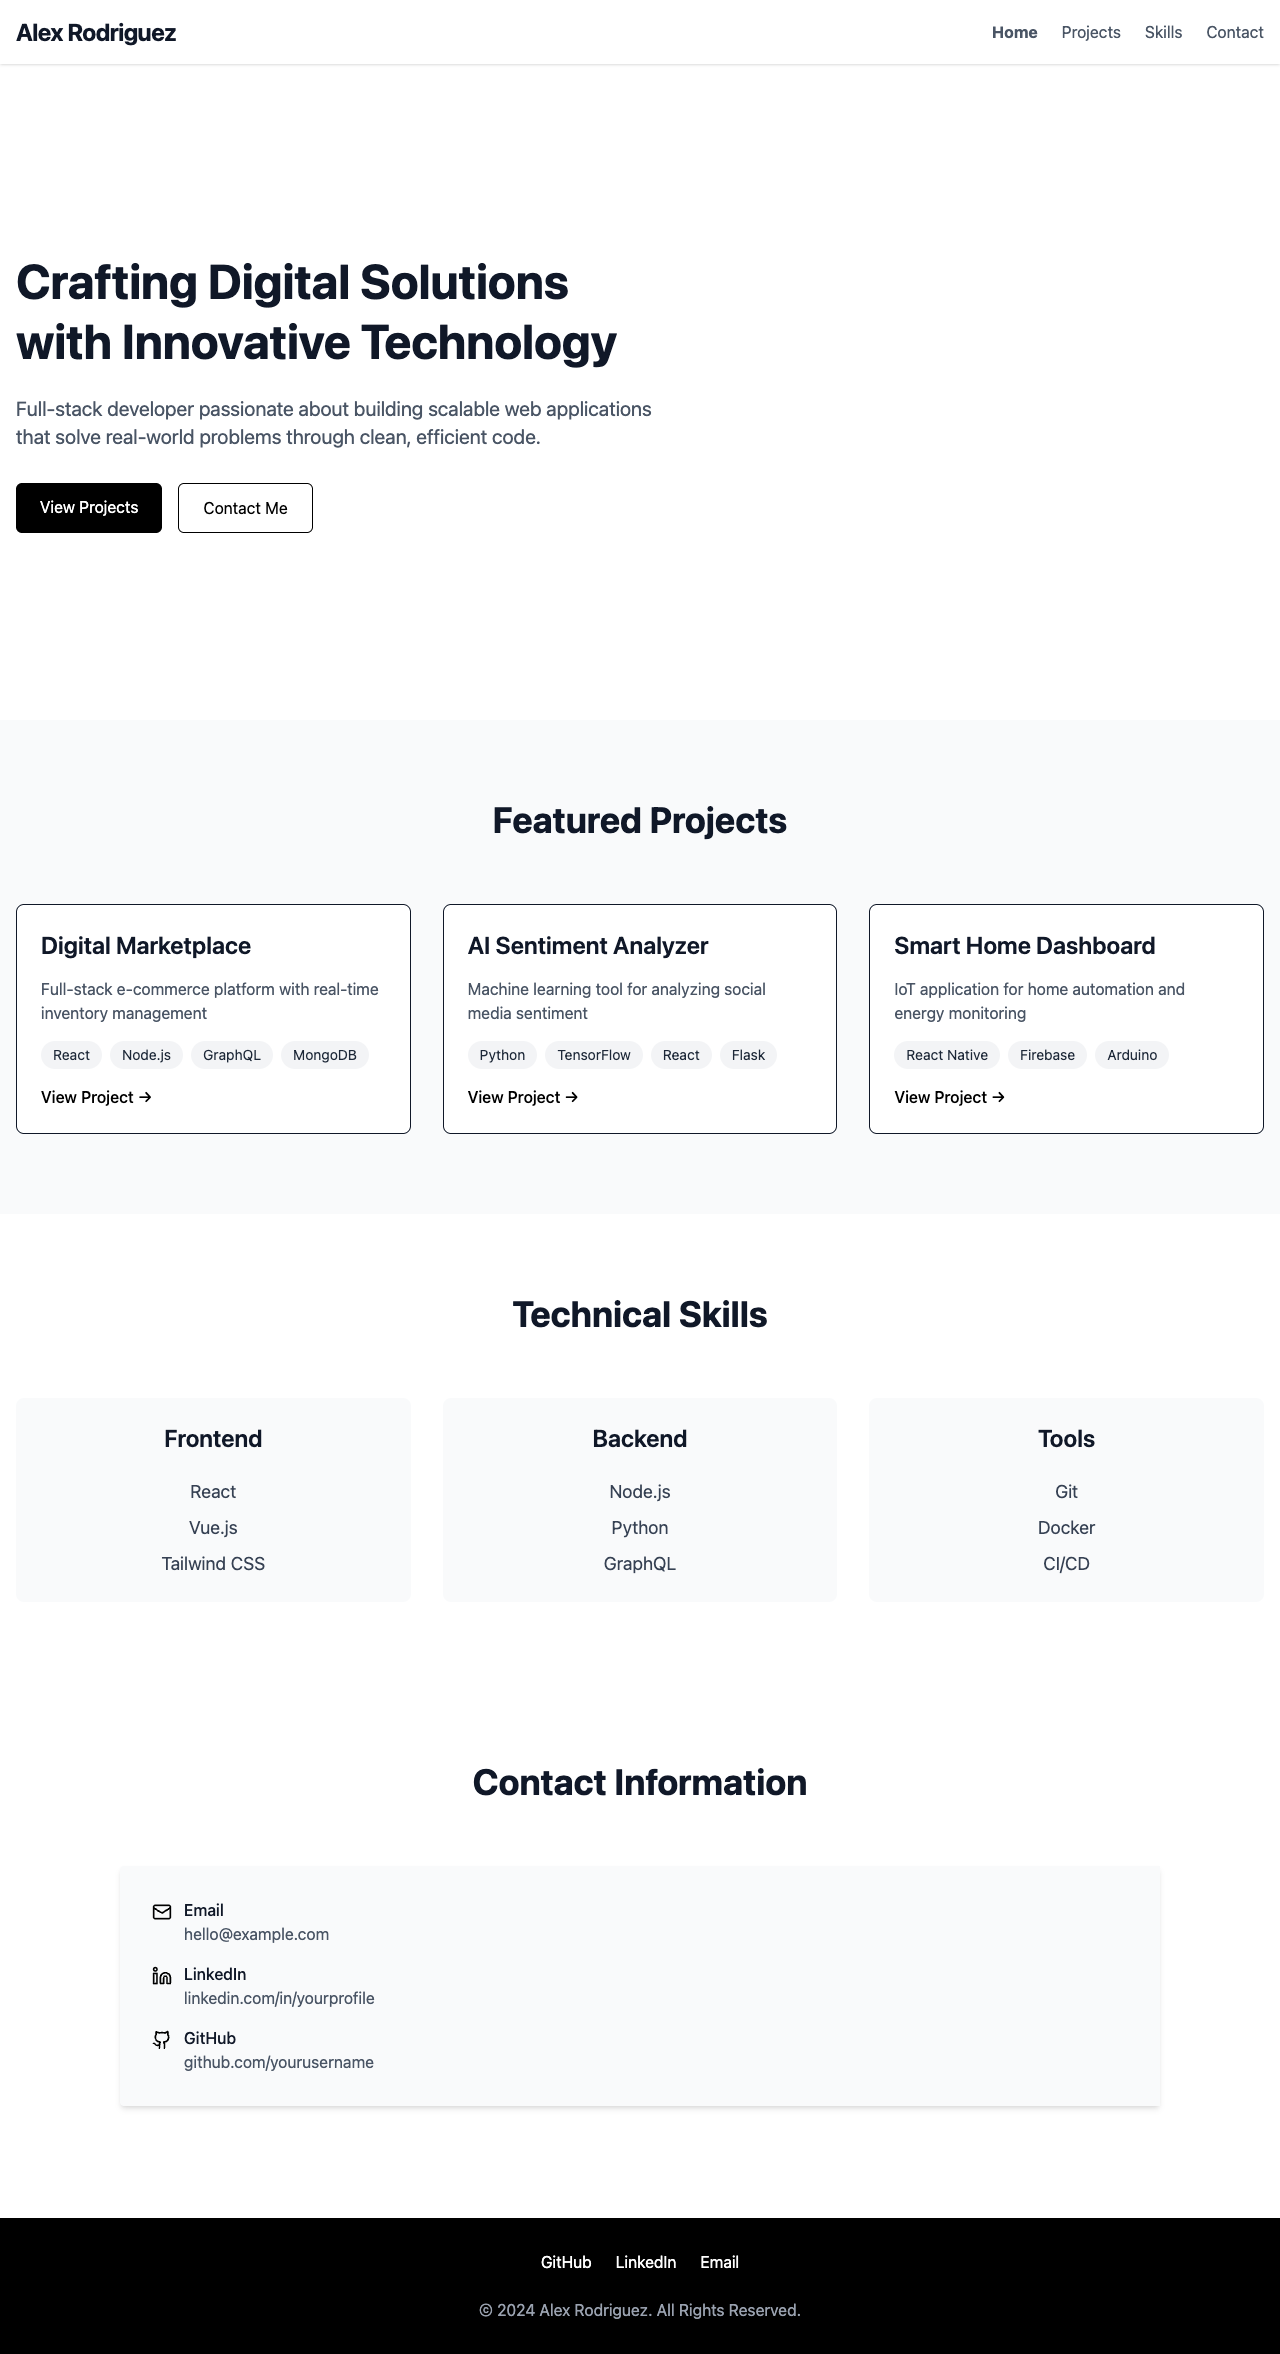 Alex Rodriguez
Home Projects Skills Contact
Crafting Digital Solutions
with Innovative Technology
Full-stack developer passionate about building scalable web applications
that solve real-world problems through clean, efficient code.
View Projects
Contact Me
Featured Projects
Digital Marketplace
Full-stack e-commerce platform with real-time
inventory management
React Node.js GraphQL MongoDB
View Project →
AI Sentiment Analyzer
Machine learning tool for analyzing social
media sentiment
Python TensorFlow React Flask
View Project →
Smart Home Dashboard
IoT application for home automation and
energy monitoring
React Native Firebase Arduino
View Project →
Technical Skills
Frontend
React
Vue.js
Tailwind CSS
Backend
Node.js
Python
GraphQL
Tools
Git
Docker
CI/CD
Contact Information
Email
hello@example.com
LinkedIn
linkedin.com/in/yourprofile
GitHub
github.com/yourusername
GitHub LinkedIn Email
© 2024 Alex Rodriguez. All Rights Reserved.